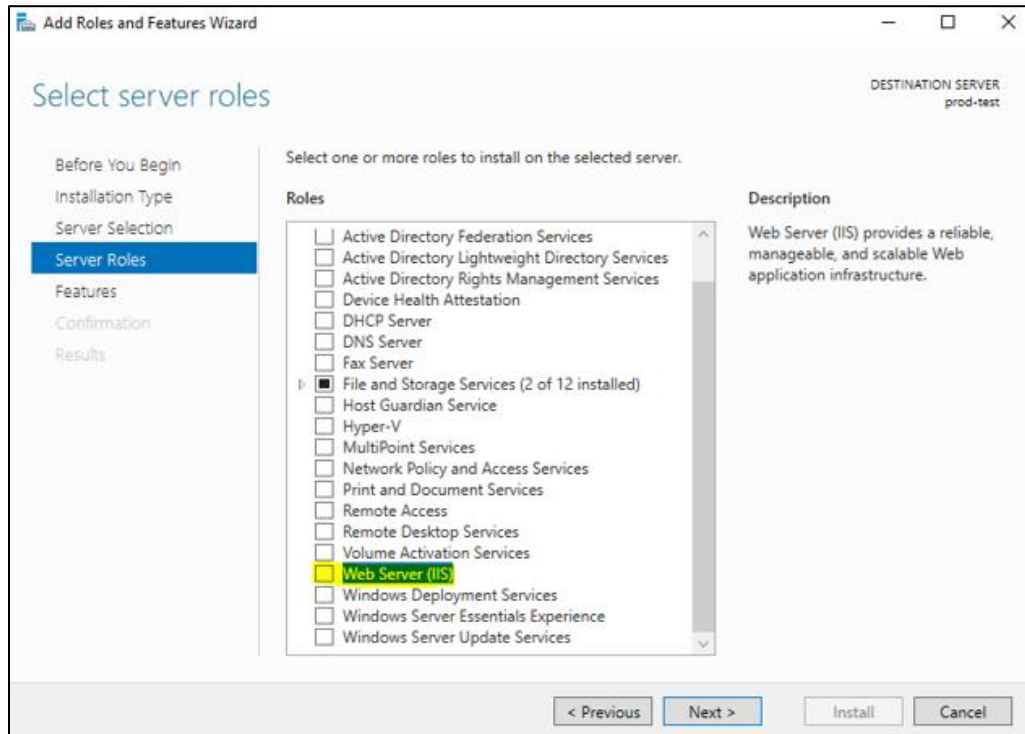 Add Roles and Features Wizard
Select server roles
DESTINATION SERVER
prod-test
Before You Begin
Installation Type
Server Selection
Server Roles
Features
Confirmation
Results
Select one or more roles to install on the selected server.
Roles
Active Directory Federation Services
Active Directory Lightweight Directory Services
Active Directory Rights Management Services
Device Health Attestation
DHCP Server
DNS Server
Fax Server
File and Storage Services (2 of 12 installed)
Host Guardian Service
Hyper-V
MultiPoint Services
Network Policy and Access Services
Print and Document Services
Remote Access
Remote Desktop Services
Volume Activation Services
Web Server (IIS)
Windows Deployment Services
Windows Server Essentials Experience
Windows Server Update Services
Description
Web Server (IIS) provides a reliable,
manageable, and scalable Web
application infrastructure.
< Previous
Next >
Install
Cancel